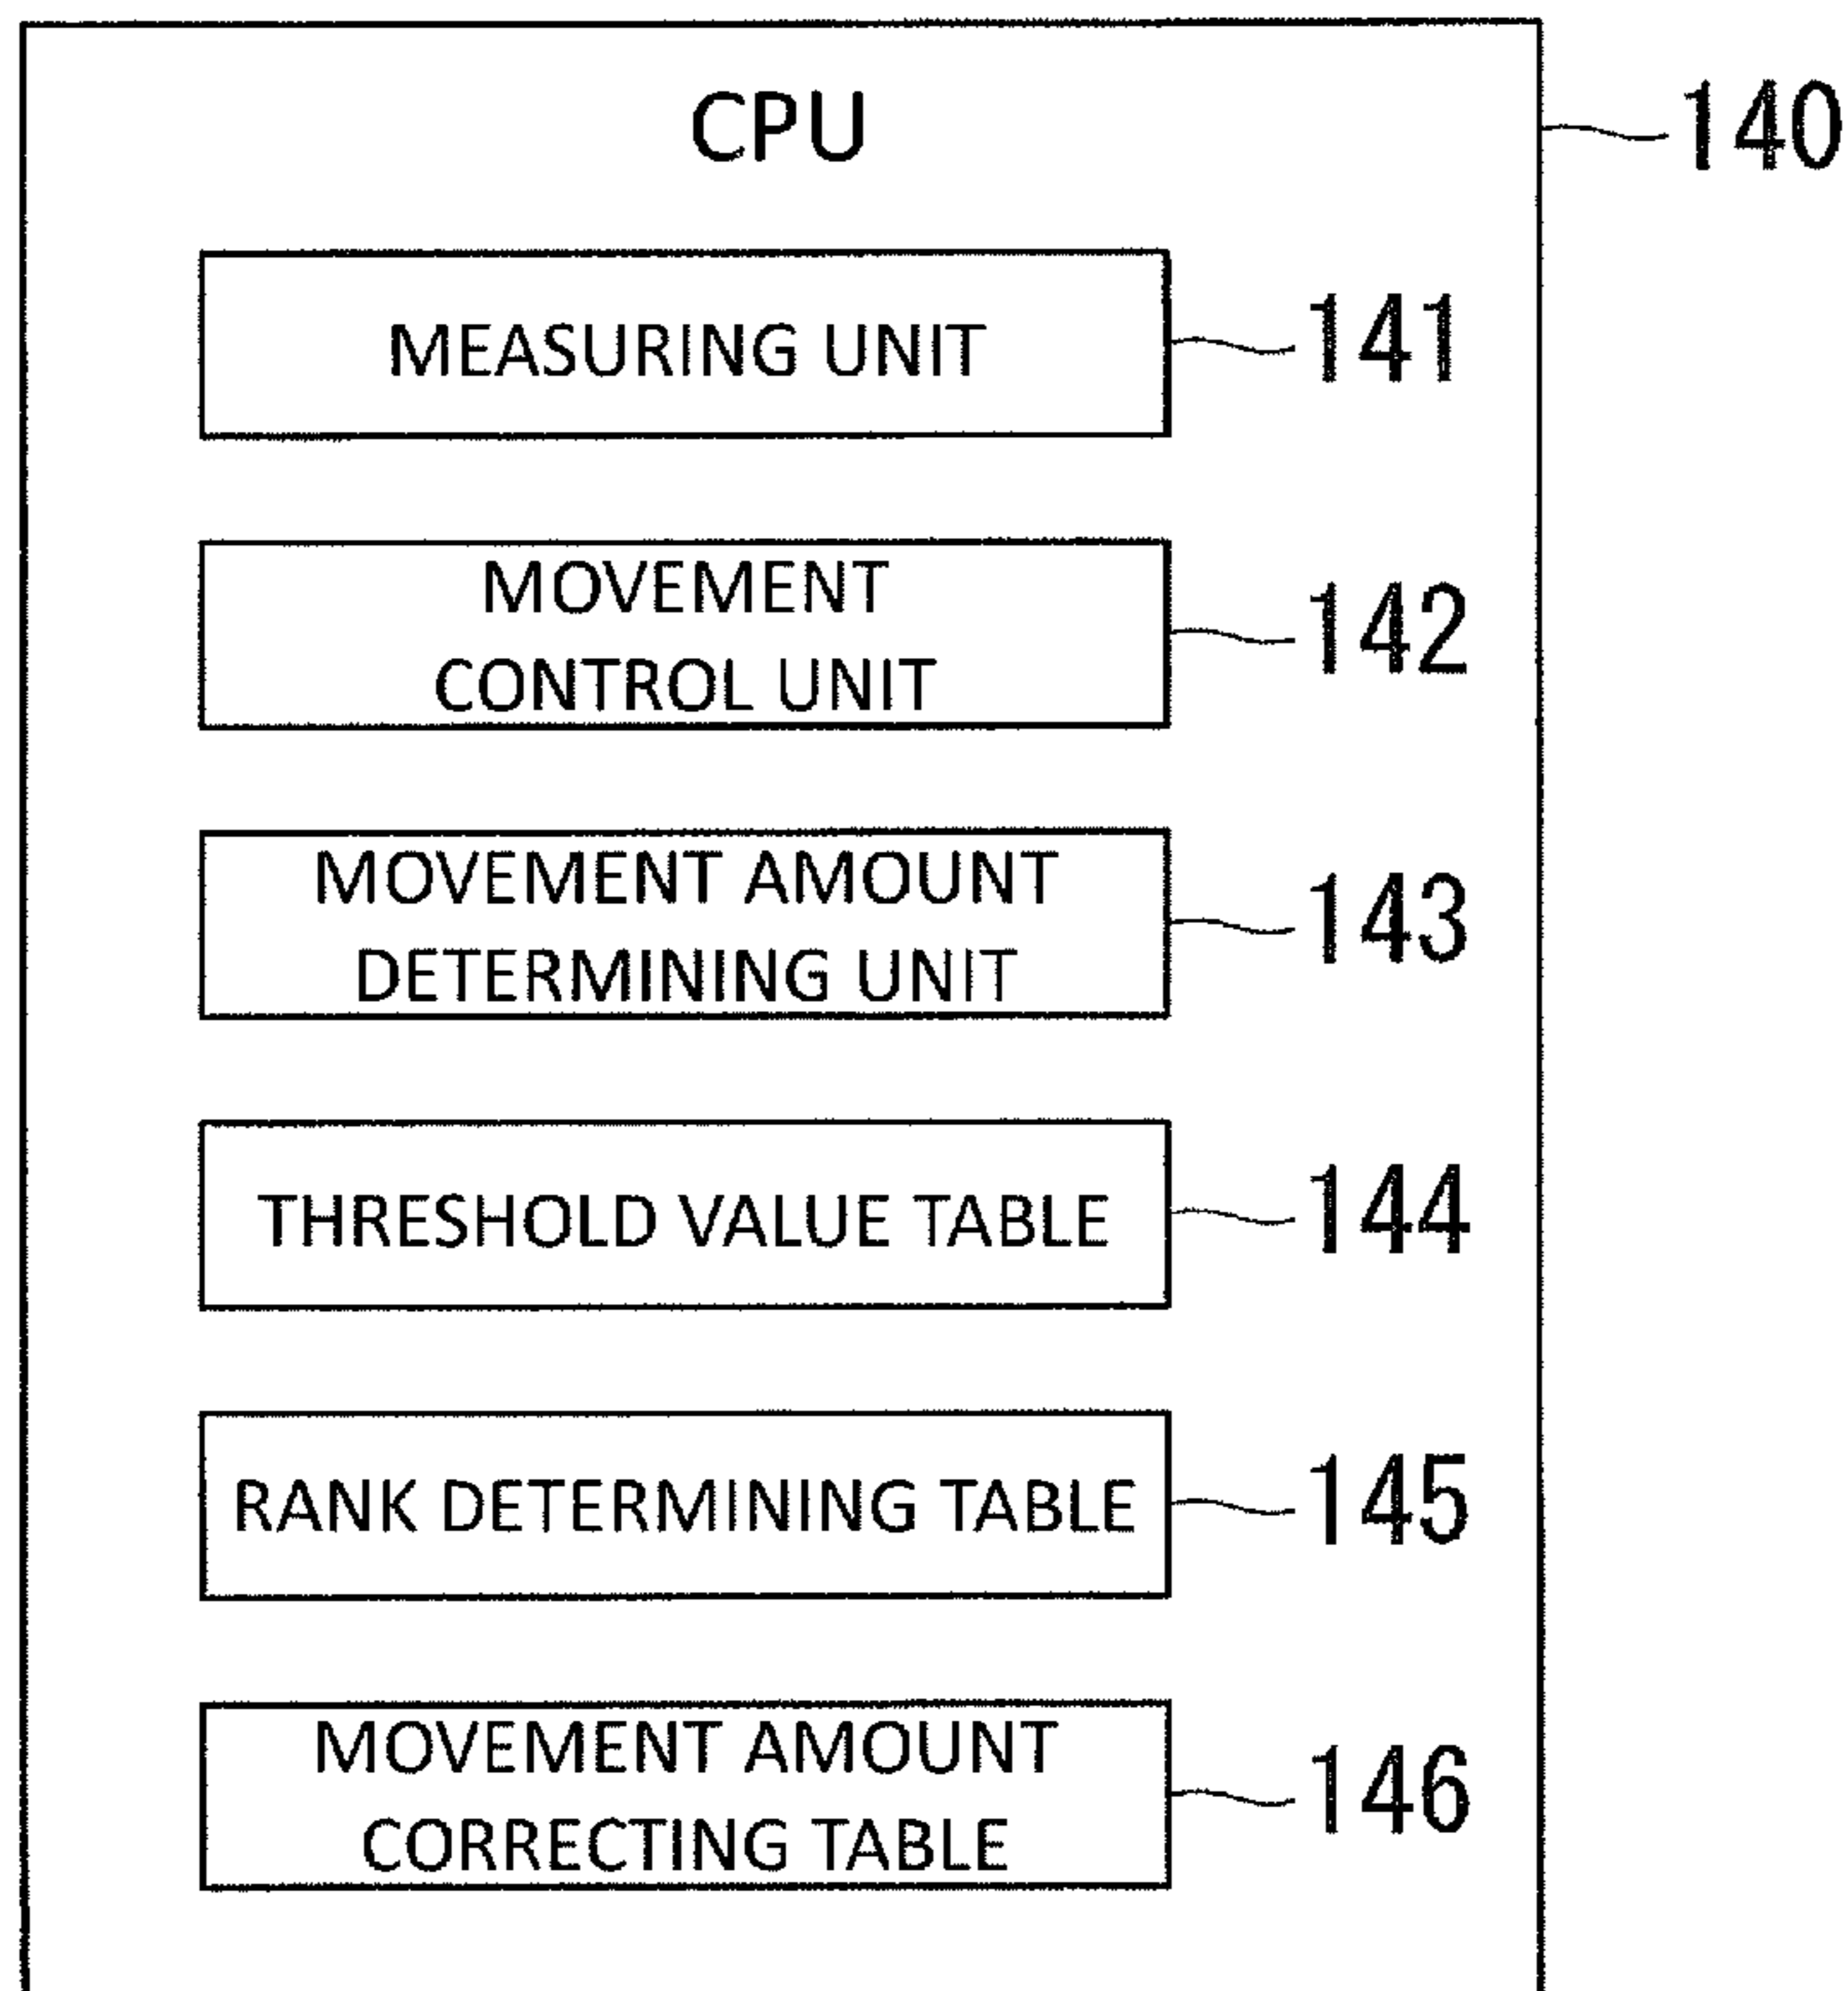 CPU
140
MEASURING UNIT
141
MOVEMENT
CONTROL UNIT
142
MOVEMENT AMOUNT
DETERMINING UNIT
143
THRESHOLD VALUE TABLE
144
RANK DETERMINING TABLE
145
MOVEMENT AMOUNT
CORRECTING TABLE
146